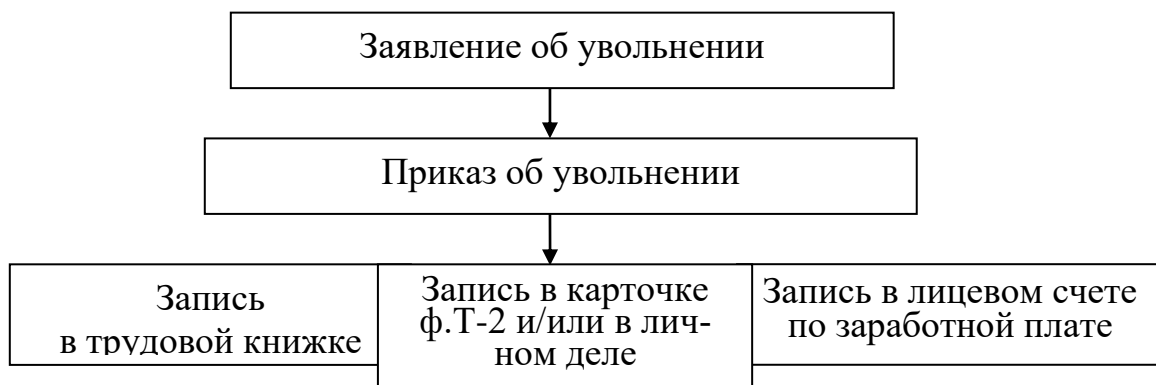 Заявление об увольнении
Приказ об увольнении
Запись
в трудовой книжке
Запись в карточке
ф.Т-2 и/или в лич-
ном деле
Запись в лицевом счете
по заработной плате